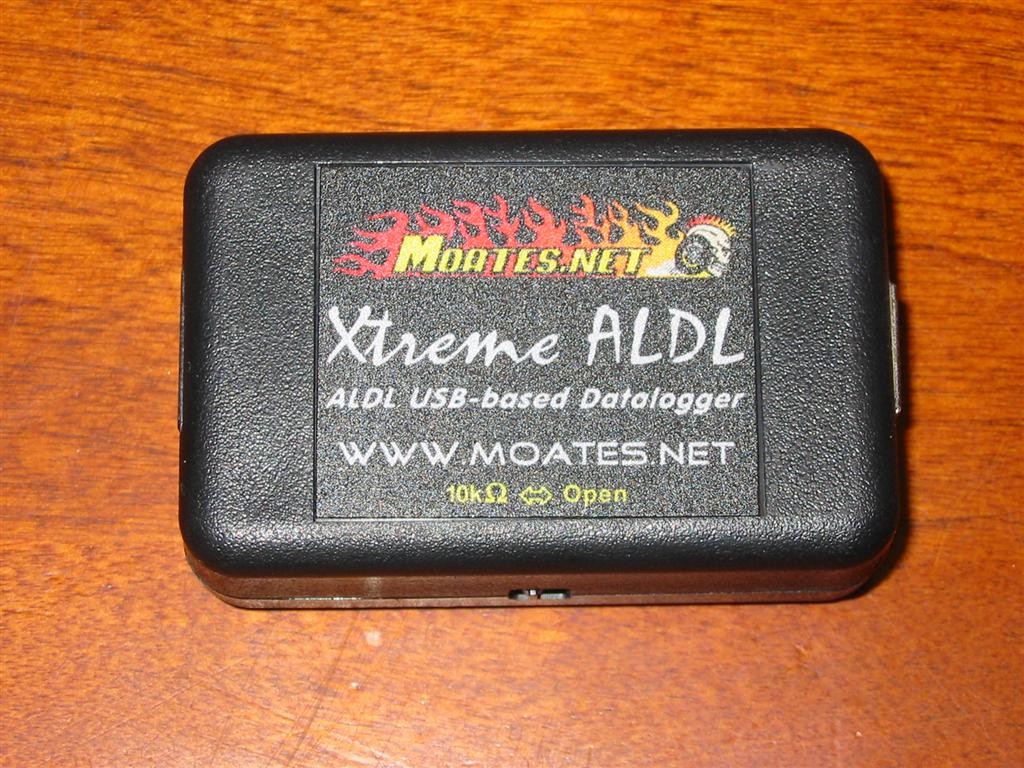 MOATES.NET
Xtreme ALDL
ALDL USB-based Datalogger
WWW.MOATES.NET
10kΩ ⇔ Open